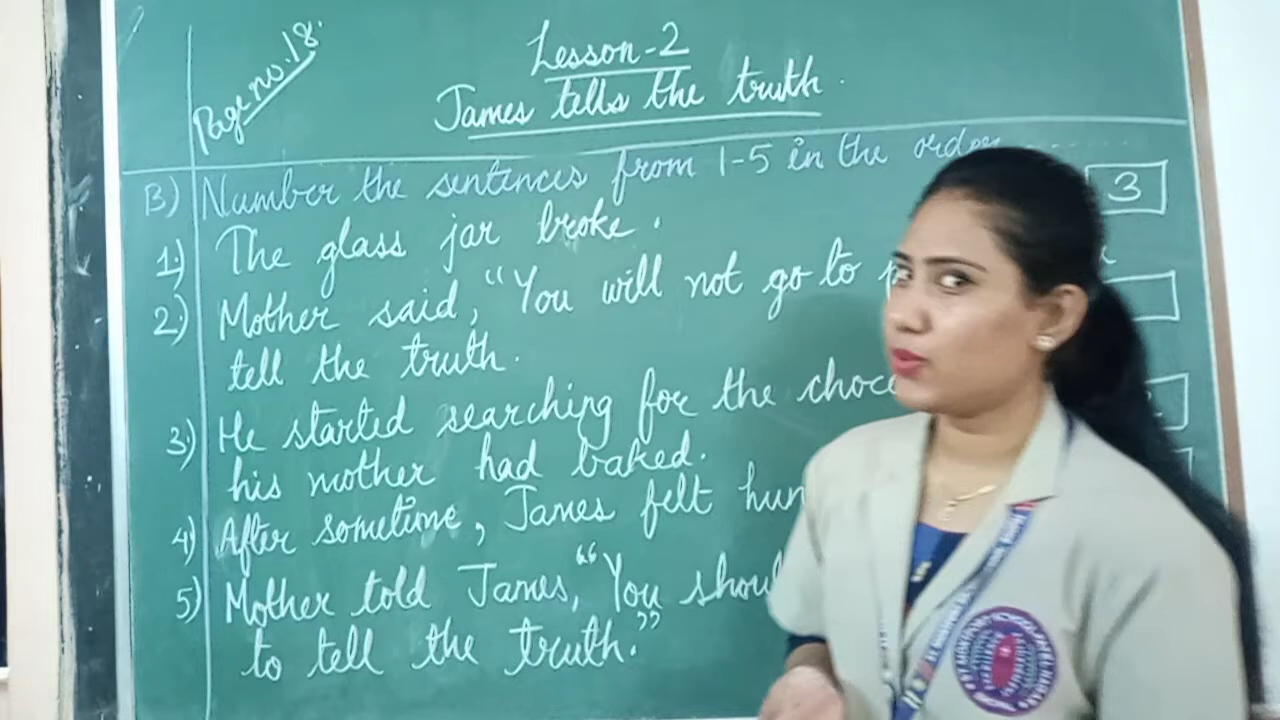 Page no. 18.
Lesson-2
James tells the truth.
B) Number the sentences from 1-5 in the order
1) The glass jar broke. 3
2) Mother said, "You will not go to
tell the truth.
3) He started searching for the
his mother had baked.
4) After sometime, James felt
5) Mother told James, "You
to tell the truth."